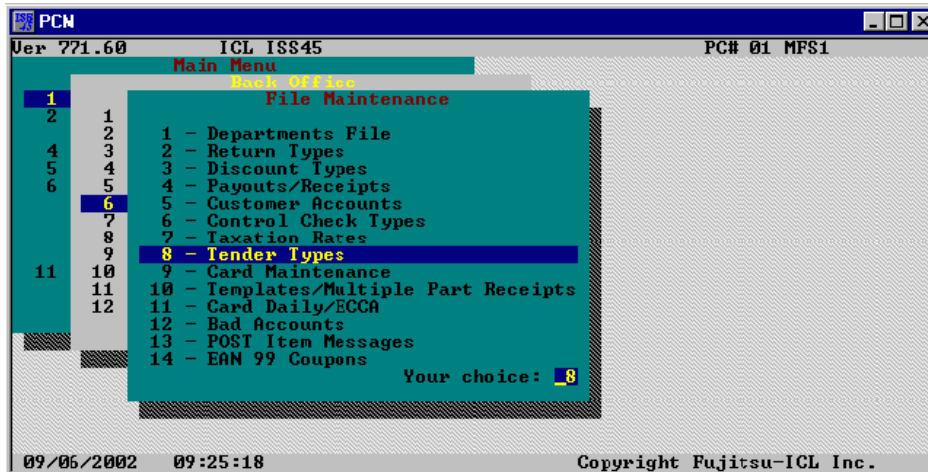 PCN
Ver 771.60 ICL ISS45 PC# 01 MFS1
Main Menu
Back Office
1 File Maintenance
2 1
2 1 - Departments File
4 3 2 - Return Types
5 4 3 - Discount Types
6 5 4 - Payouts/Receipts
6 5 - Customer Accounts
7 6 - Control Check Types
8 7 - Taxation Rates
9 8 - Tender Types
11 10 9 - Card Maintenance
11 10 - Templates/Multiple Part Receipts
12 11 - Card Daily/ECCA
12 - Bad Accounts
13 - POST Item Messages
14 - EAN 99 Coupons
Your choice: _8
09/06/2002 09:25:18 Copyright Fujitsu-ICL Inc.